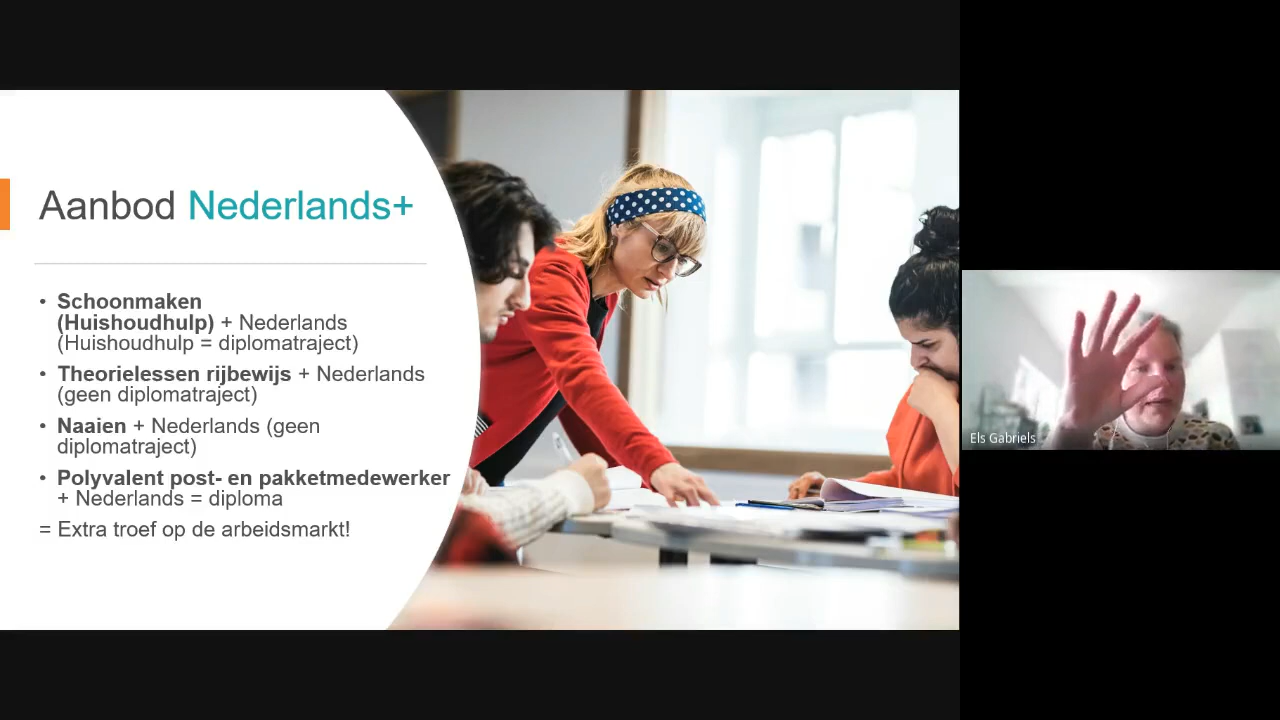 Aanbod Nederlands+
• Schoonmaken
(Huishoudhulp) + Nederlands
(Huishoudhulp = diplomatraject)
• Theorielessen rijbewijs + Nederlands
(geen diplomatraject)
• Naaien + Nederlands (geen
diplomatraject)
• Polyvalent post- en pakketmedewerker
+ Nederlands = diploma
= Extra troef op de arbeidsmarkt!
Els Gabriels